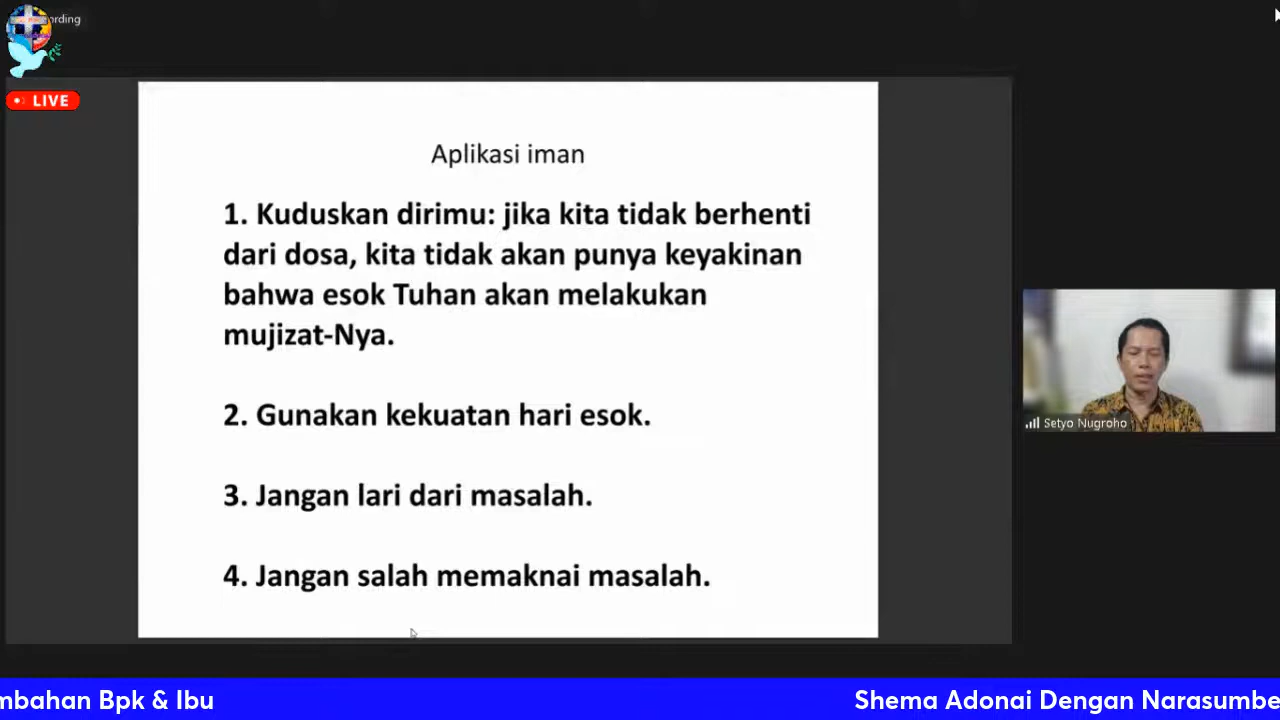 LIVE
Aplikasi iman
1. Kuduskan dirimu: jika kita tidak berhenti
dari dosa, kita tidak akan punya keyakinan
bahwa esok Tuhan akan melakukan
mujizat-Nya.
2. Gunakan kekuatan hari esok.
3. Jangan lari dari masalah.
4. Jangan salah memaknai masalah.
Setyo Nugroho
mbahan Bpk & Ibu
Shema Adonai Dengan Narasumbe